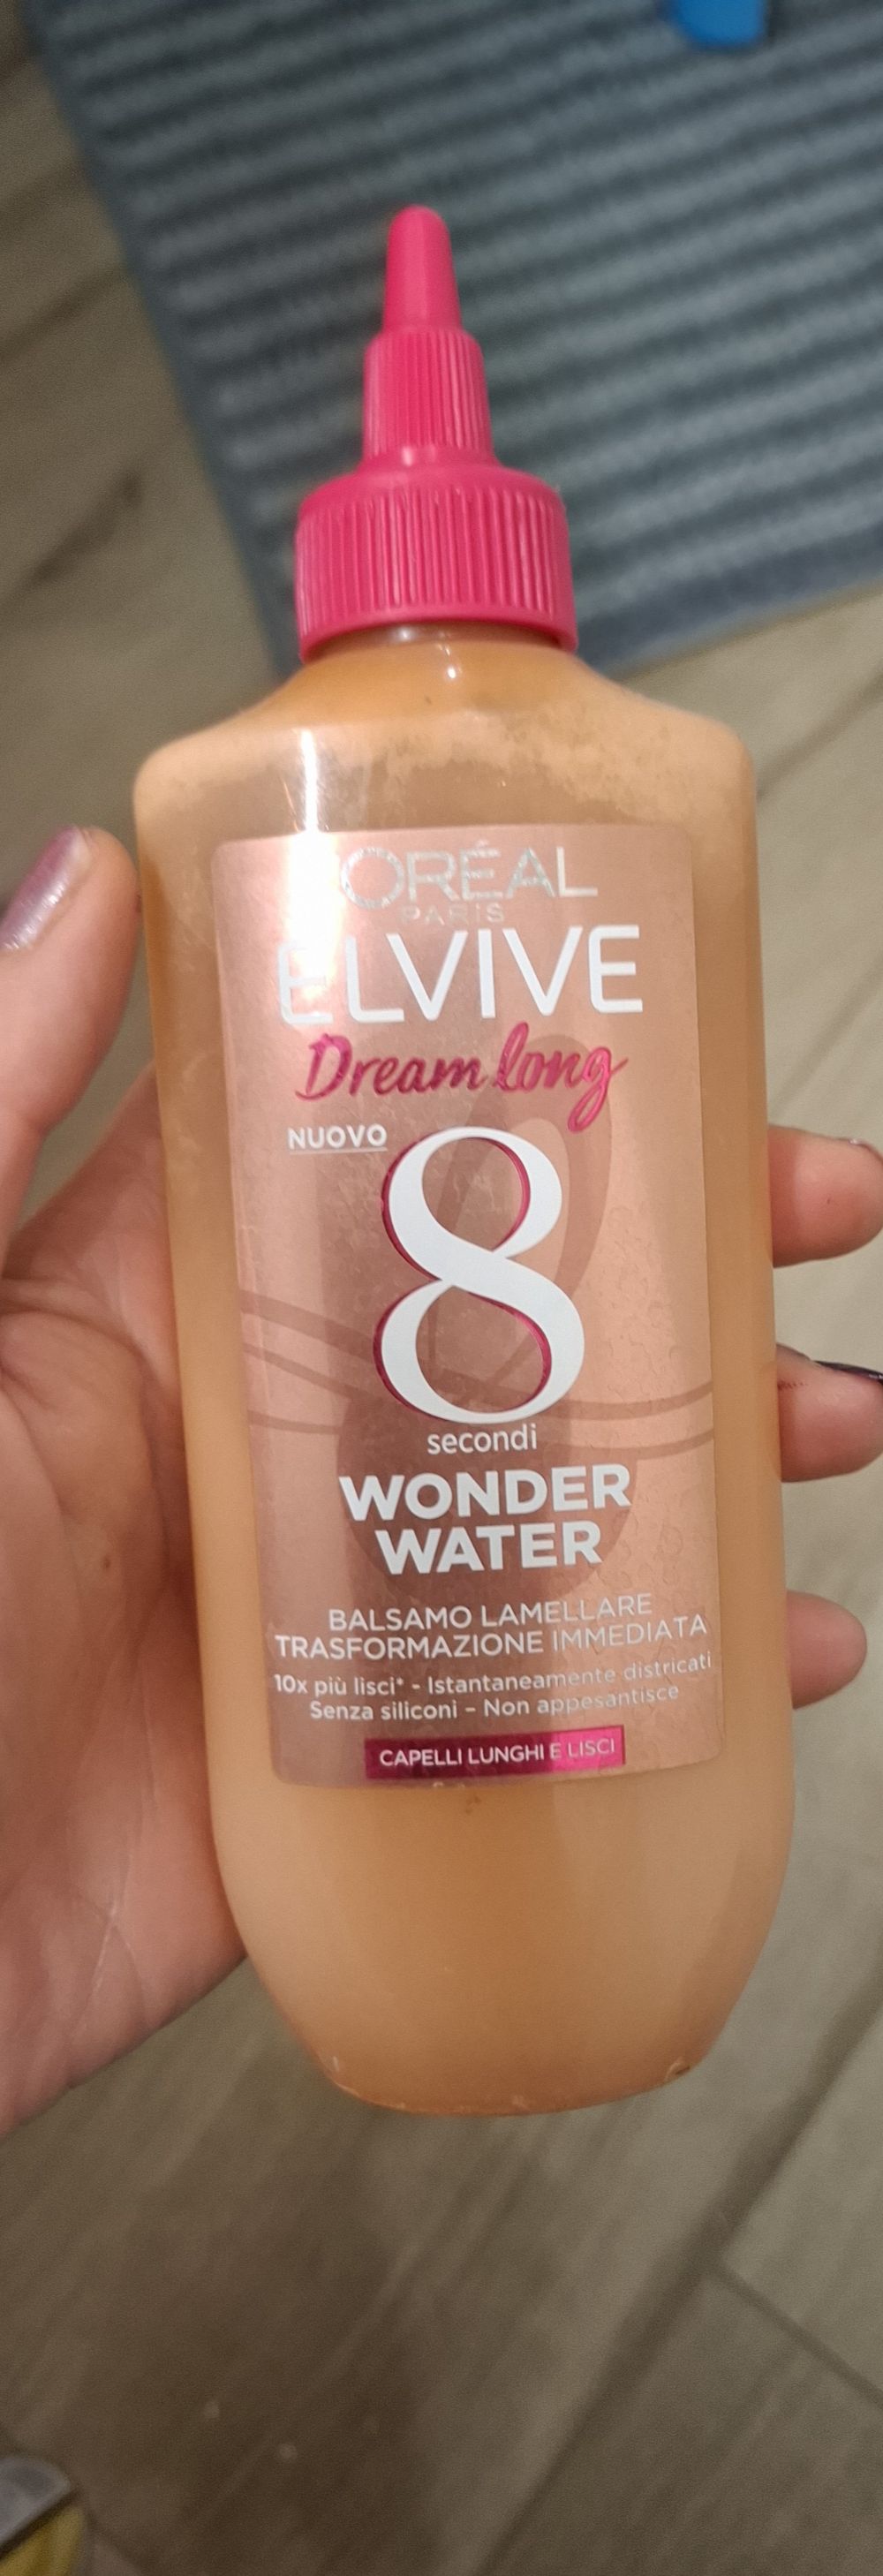 L'ORÉAL
PARIS
ELVIVE
Dream long
NUOVO
8
secondi
WONDER
WATER
BALSAMO LAMELLARE
TRASFORMAZIONE IMMEDIATA
10x più lisci* - Istantaneamente districati
Senza siliconi – Non appesantisce
CAPELLI LUNGHI E LISCI